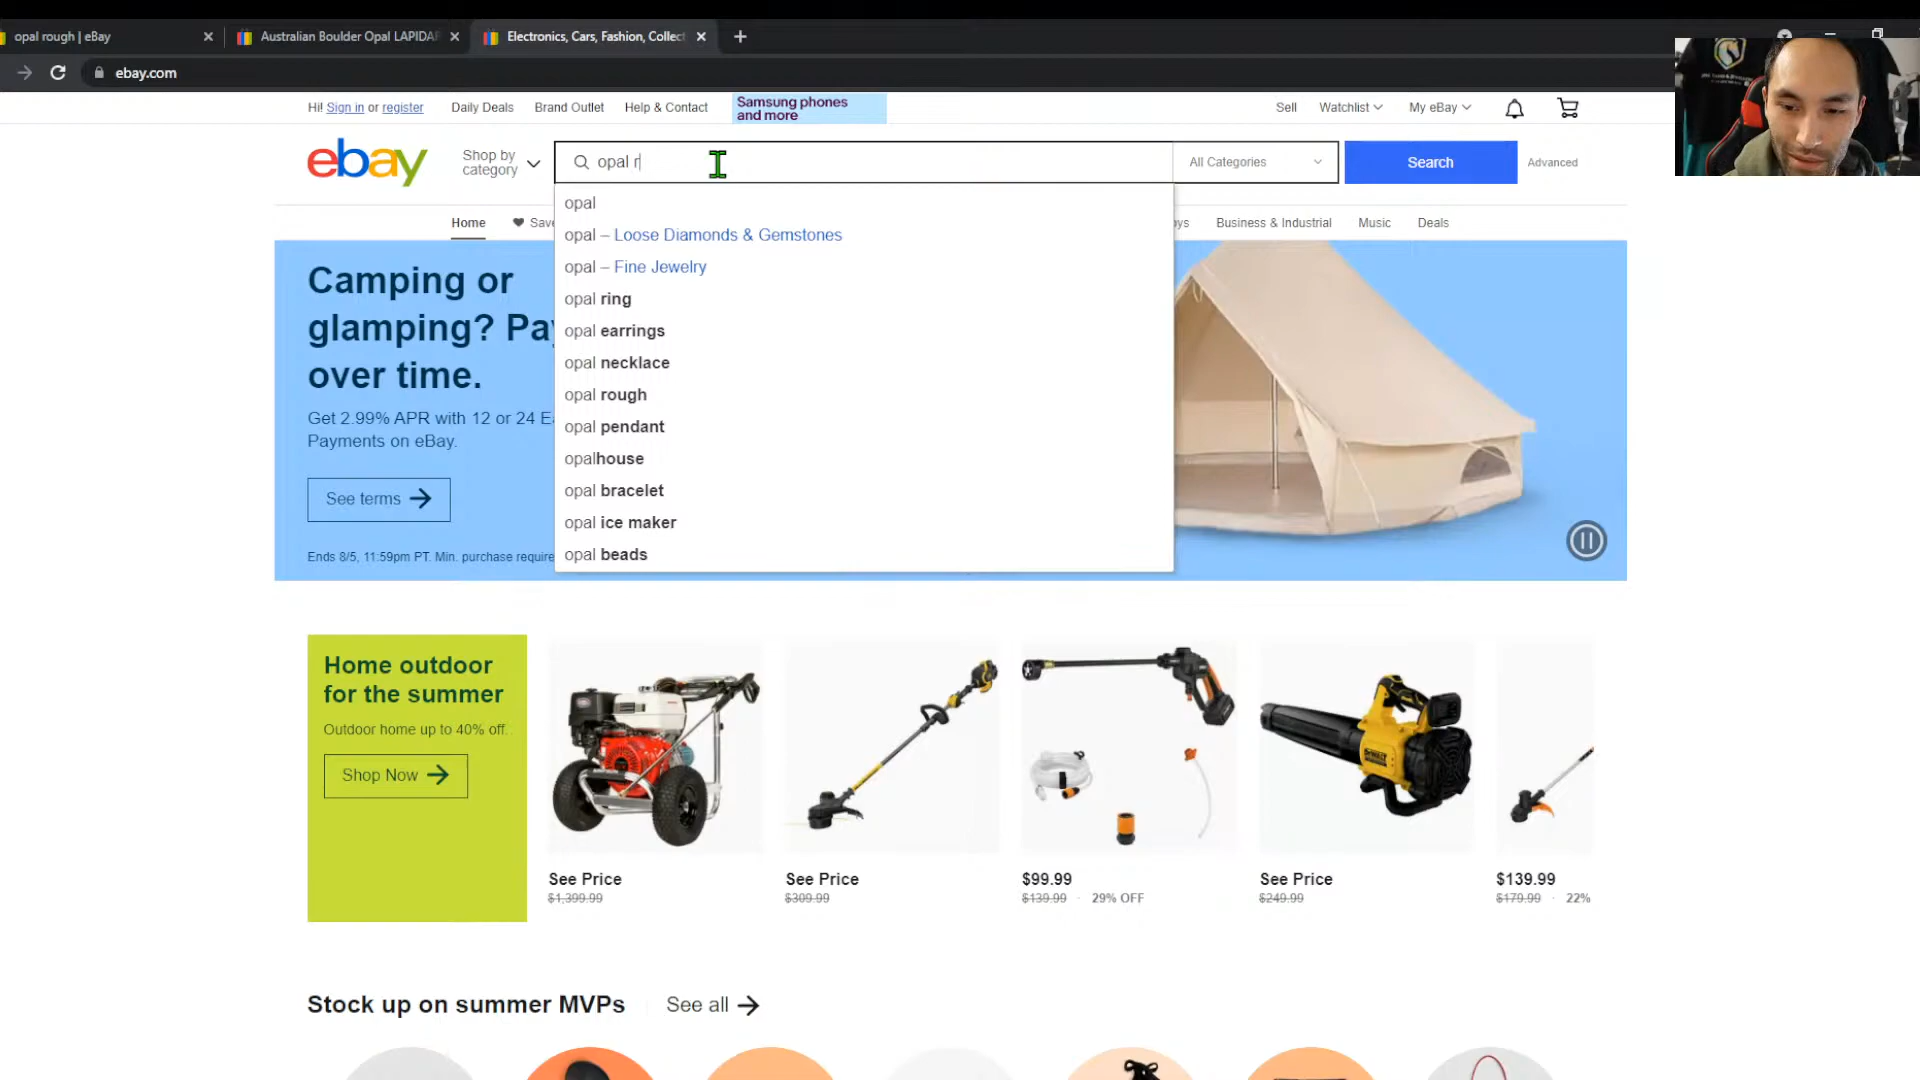 opal rough | eBay
Australian Boulder Opal LAPIDAR
Electronics, Cars, Fashion, Collect
ebay.com
Hi! Sign in or register
Daily Deals
Brand Outlet
Help & Contact
Samsung phones
and more
Sell
Watchlist
My eBay
ebay
Shop by
category
opal r
All Categories
Search
Advanced
Home
Save
Business & Industrial
Music
Deals
opal
opal – Loose Diamonds & Gemstones
opal – Fine Jewelry
opal ring
opal earrings
opal necklace
opal rough
opal pendant
opalhouse
opal bracelet
opal ice maker
opal beads
Camping or
glamping? Pay
over time.
Get 2.99% APR with 12 or 24 E
Payments on eBay.
See terms
Ends 8/5, 11:59pm PT. Min. purchase require
Home outdoor
for the summer
Outdoor home up to 40% off.
Shop Now
See Price
$1,399.99
See Price
$309.99
$99.99
$139.99 · 29% OFF
See Price
$249.99
$139.99
$179.99 · 22%
Stock up on summer MVPs
See all